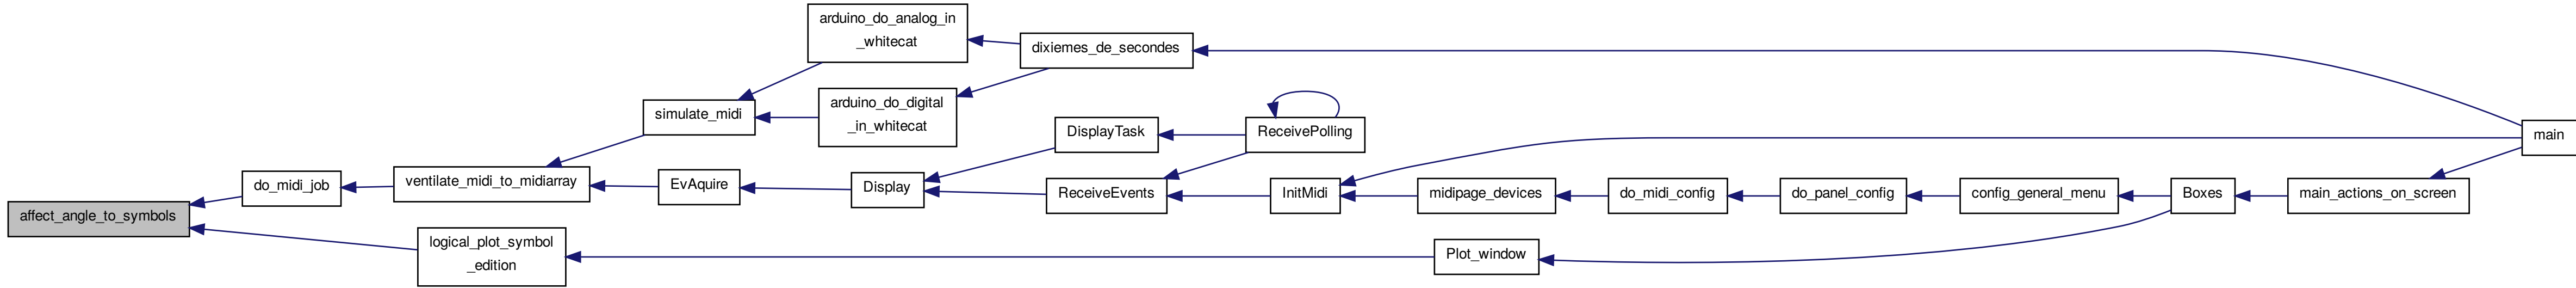 arduino_do_analog_in
_whitecat
dixiemes_de_secondes
simulate_midi
arduino_do_digital
_in_whitecat
DisplayTask
ReceivePolling
main
do_midi_job
ventilate_midi_to_midiarray
EvAquire
Display
ReceiveEvents
InitMidi
midipage_devices
do_midi_config
do_panel_config
config_general_menu
Boxes
main_actions_on_screen
affect_angle_to_symbols
logical_plot_symbol
_edition
Plot_window